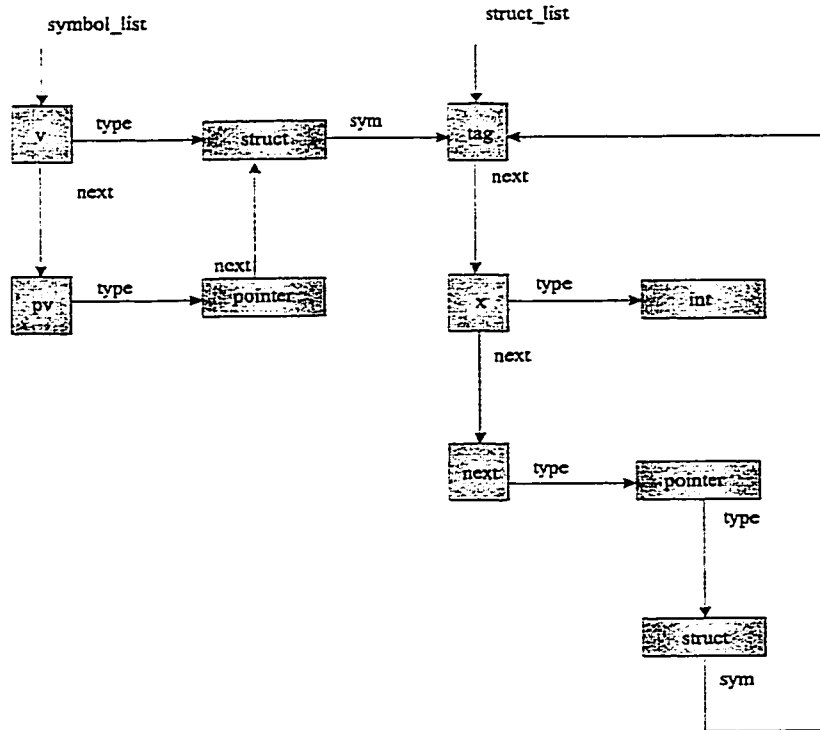 symbol_list
struct_list
v
type
struct
sym
tag
next
next
next
pv
type
pointer
x
type
int
next
next
type
pointer
type
struct
sym